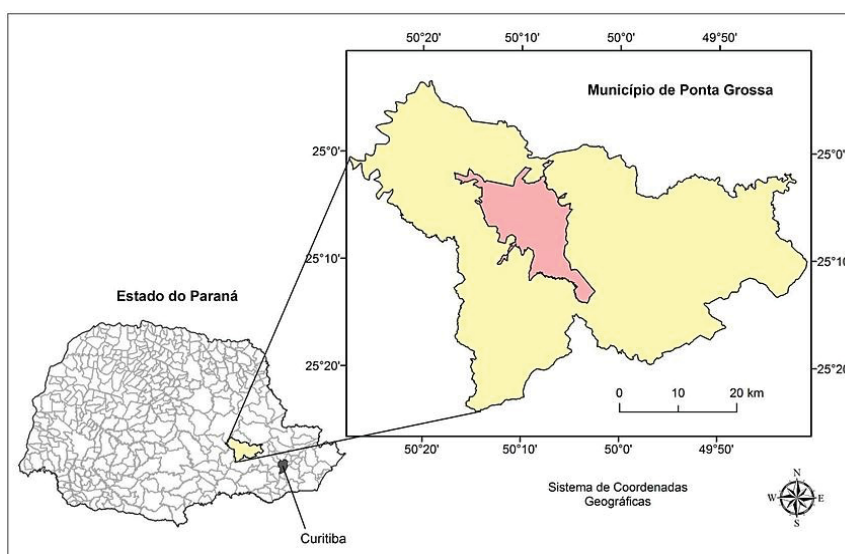 50°20'
50°10'
50°0'
49°50'
Município de Ponta Grossa
25°0'
25°0'
25°10'
25°10'
Estado do Paraná
25°20'
25°20'
0 10 20 km
50°20'
50°10'
50°0'
49°50'
Sistema de Coordenadas
Geográficas
N
W E
S
Curitiba